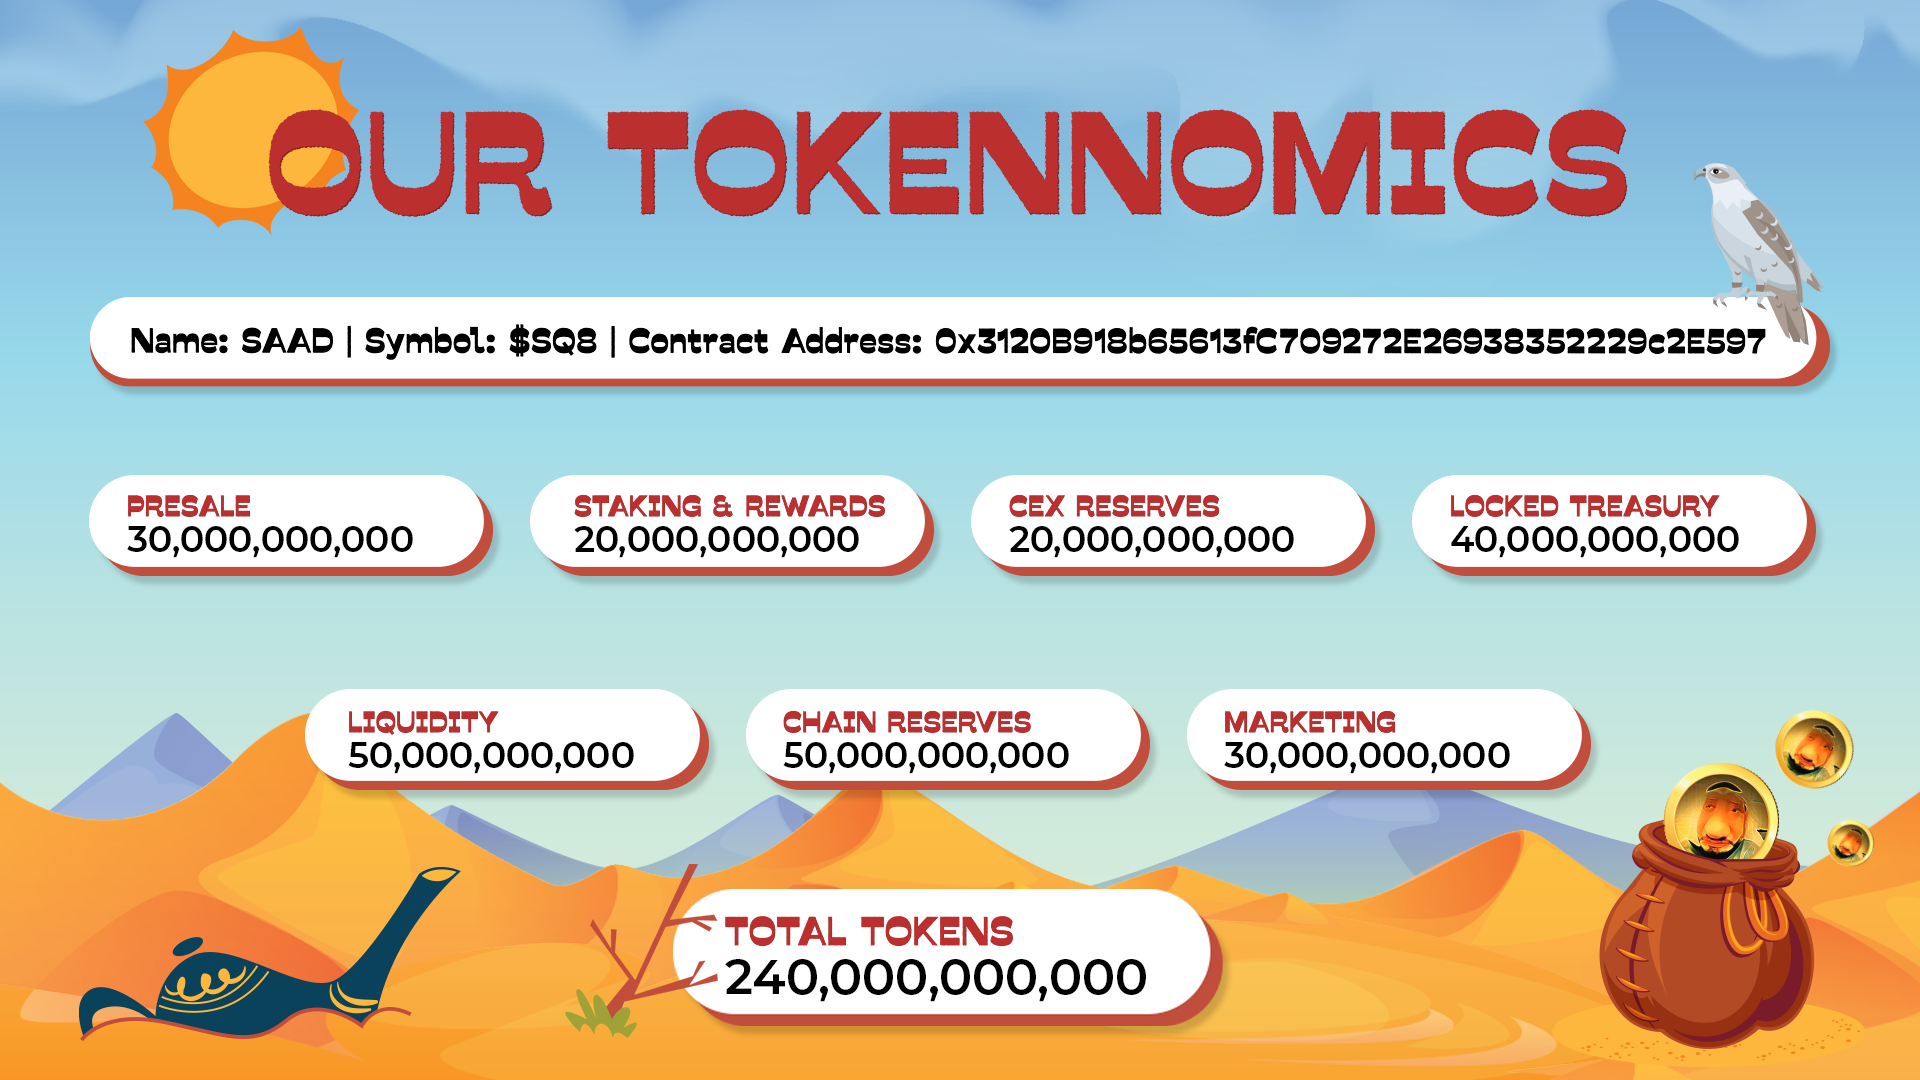 OUR TOKENNOMICS
Name: SAAD | Symbol: $SQ8 | Contract Address: 0x3120B918b65613fC709272E26938352229c2E597
PRESALE
30,000,000,000
STAKING & REWARDS
20,000,000,000
CEX RESERVES
20,000,000,000
LOCKED TREASURY
40,000,000,000
LIQUIDITY
50,000,000,000
CHAIN RESERVES
50,000,000,000
MARKETING
30,000,000,000
TOTAL TOKENS
240,000,000,000